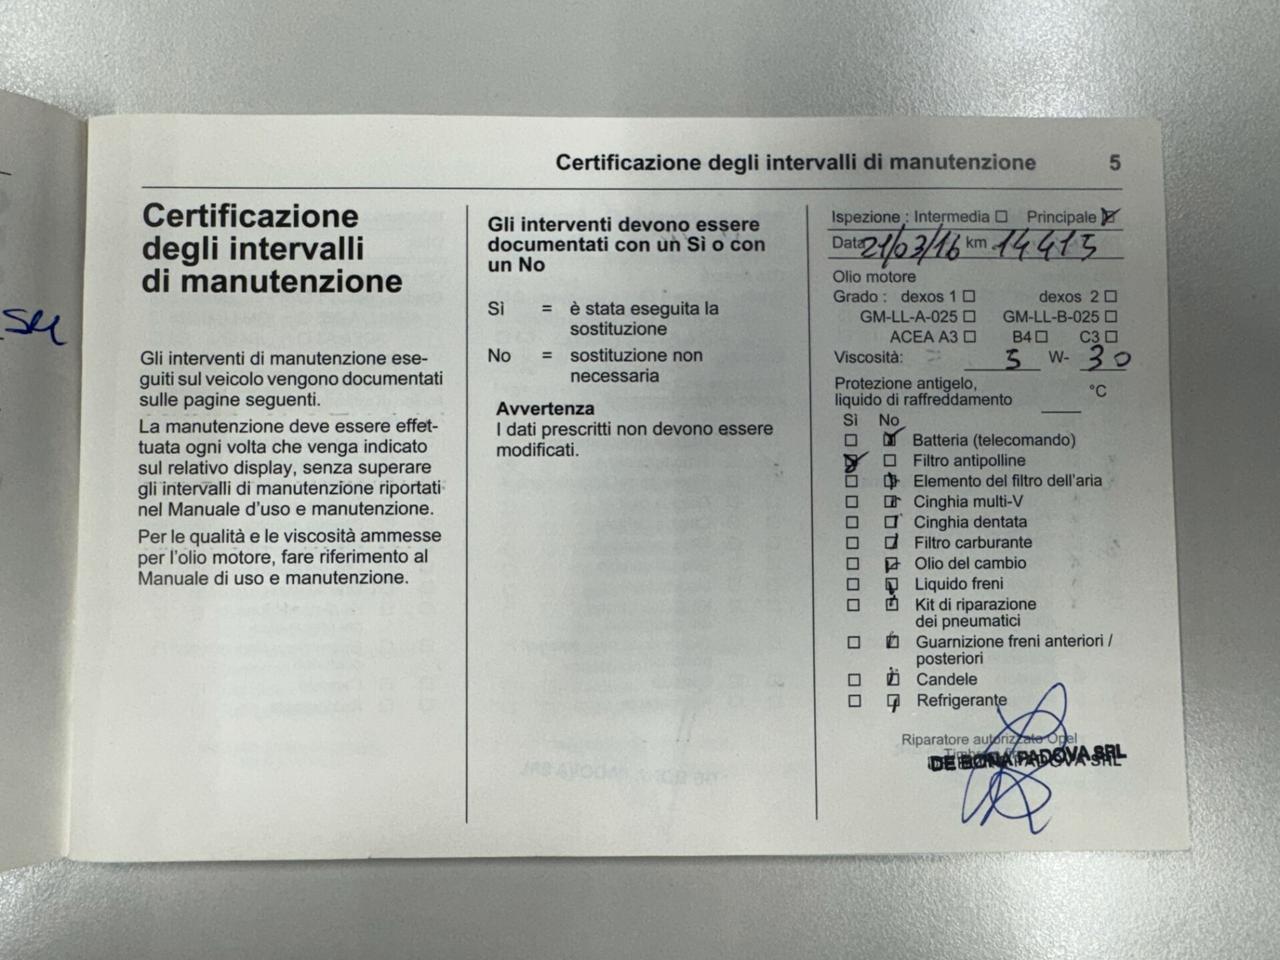 Certificazione degli intervalli di manutenzione 5
Certificazione
degli intervalli
di manutenzione
Gli interventi di manutenzione ese-
guiti sul veicolo vengono documentati
sulle pagine seguenti.
La manutenzione deve essere effet-
tuata ogni volta che venga indicato
sul relativo display, senza superare
gli intervalli di manutenzione riportati
nel Manuale d'uso e manutenzione.
Per le qualità e le viscosità ammesse
per l'olio motore, fare riferimento al
Manuale di uso e manutenzione.
Gli interventi devono essere
documentati con un Sì o con
un No
Sì = è stata eseguita la
sostituzione
No = sostituzione non
necessaria
Avvertenza
I dati prescritti non devono essere
modificati.
Ispezione : Intermedia Principale
Data 21/03/16 km 14415
Olio motore
Grado : dexos 1 dexos 2
GM-LL-A-025 GM-LL-B-025
ACEA A3 B4 C3
Viscosità: 5 W- 30
Protezione antigelo,
liquido di raffreddamento °C
Sì No
Batteria (telecomando)
Filtro antipolline
Elemento del filtro dell'aria
Cinghia multi-V
Cinghia dentata
Filtro carburante
Olio del cambio
Liquido freni
Kit di riparazione
dei pneumatici
Guarnizione freni anteriori /
posteriori
Candele
Refrigerante
Riparatore autorizzato Opel
DE BONA PADOVA SRL